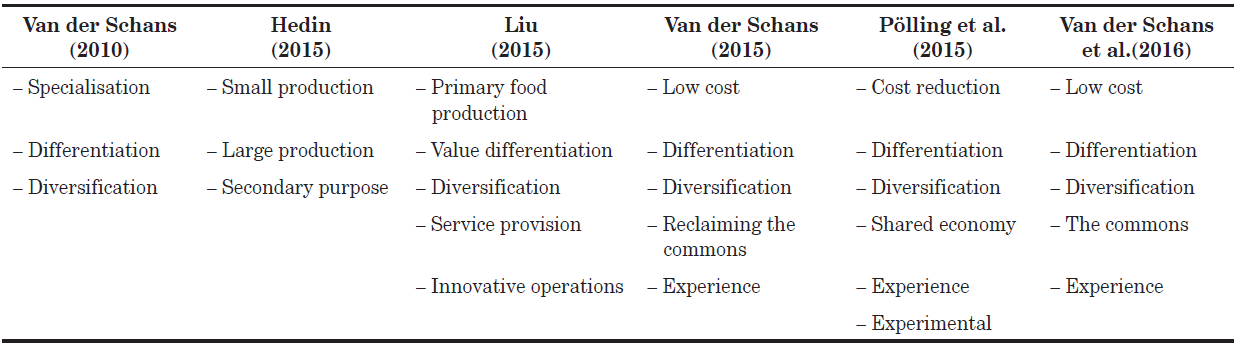 Van der Schans (2010)	Hedin (2015)	Liu (2015)	Van der Schans (2015)	Pölling et al. (2015)	Van der Schans et al.(2016)
– Specialisation	– Small production	– Primary food production	– Low cost	– Cost reduction	– Low cost
– Differentiation	– Large production	– Value differentiation	– Differentiation	– Differentiation	– Differentiation
– Diversification	– Secondary purpose	– Diversification	– Diversification	– Diversification	– Diversification
– Service provision	– Reclaiming the commons	– Shared economy	– The commons
– Innovative operations	– Experience	– Experience	– Experience
– Experimental